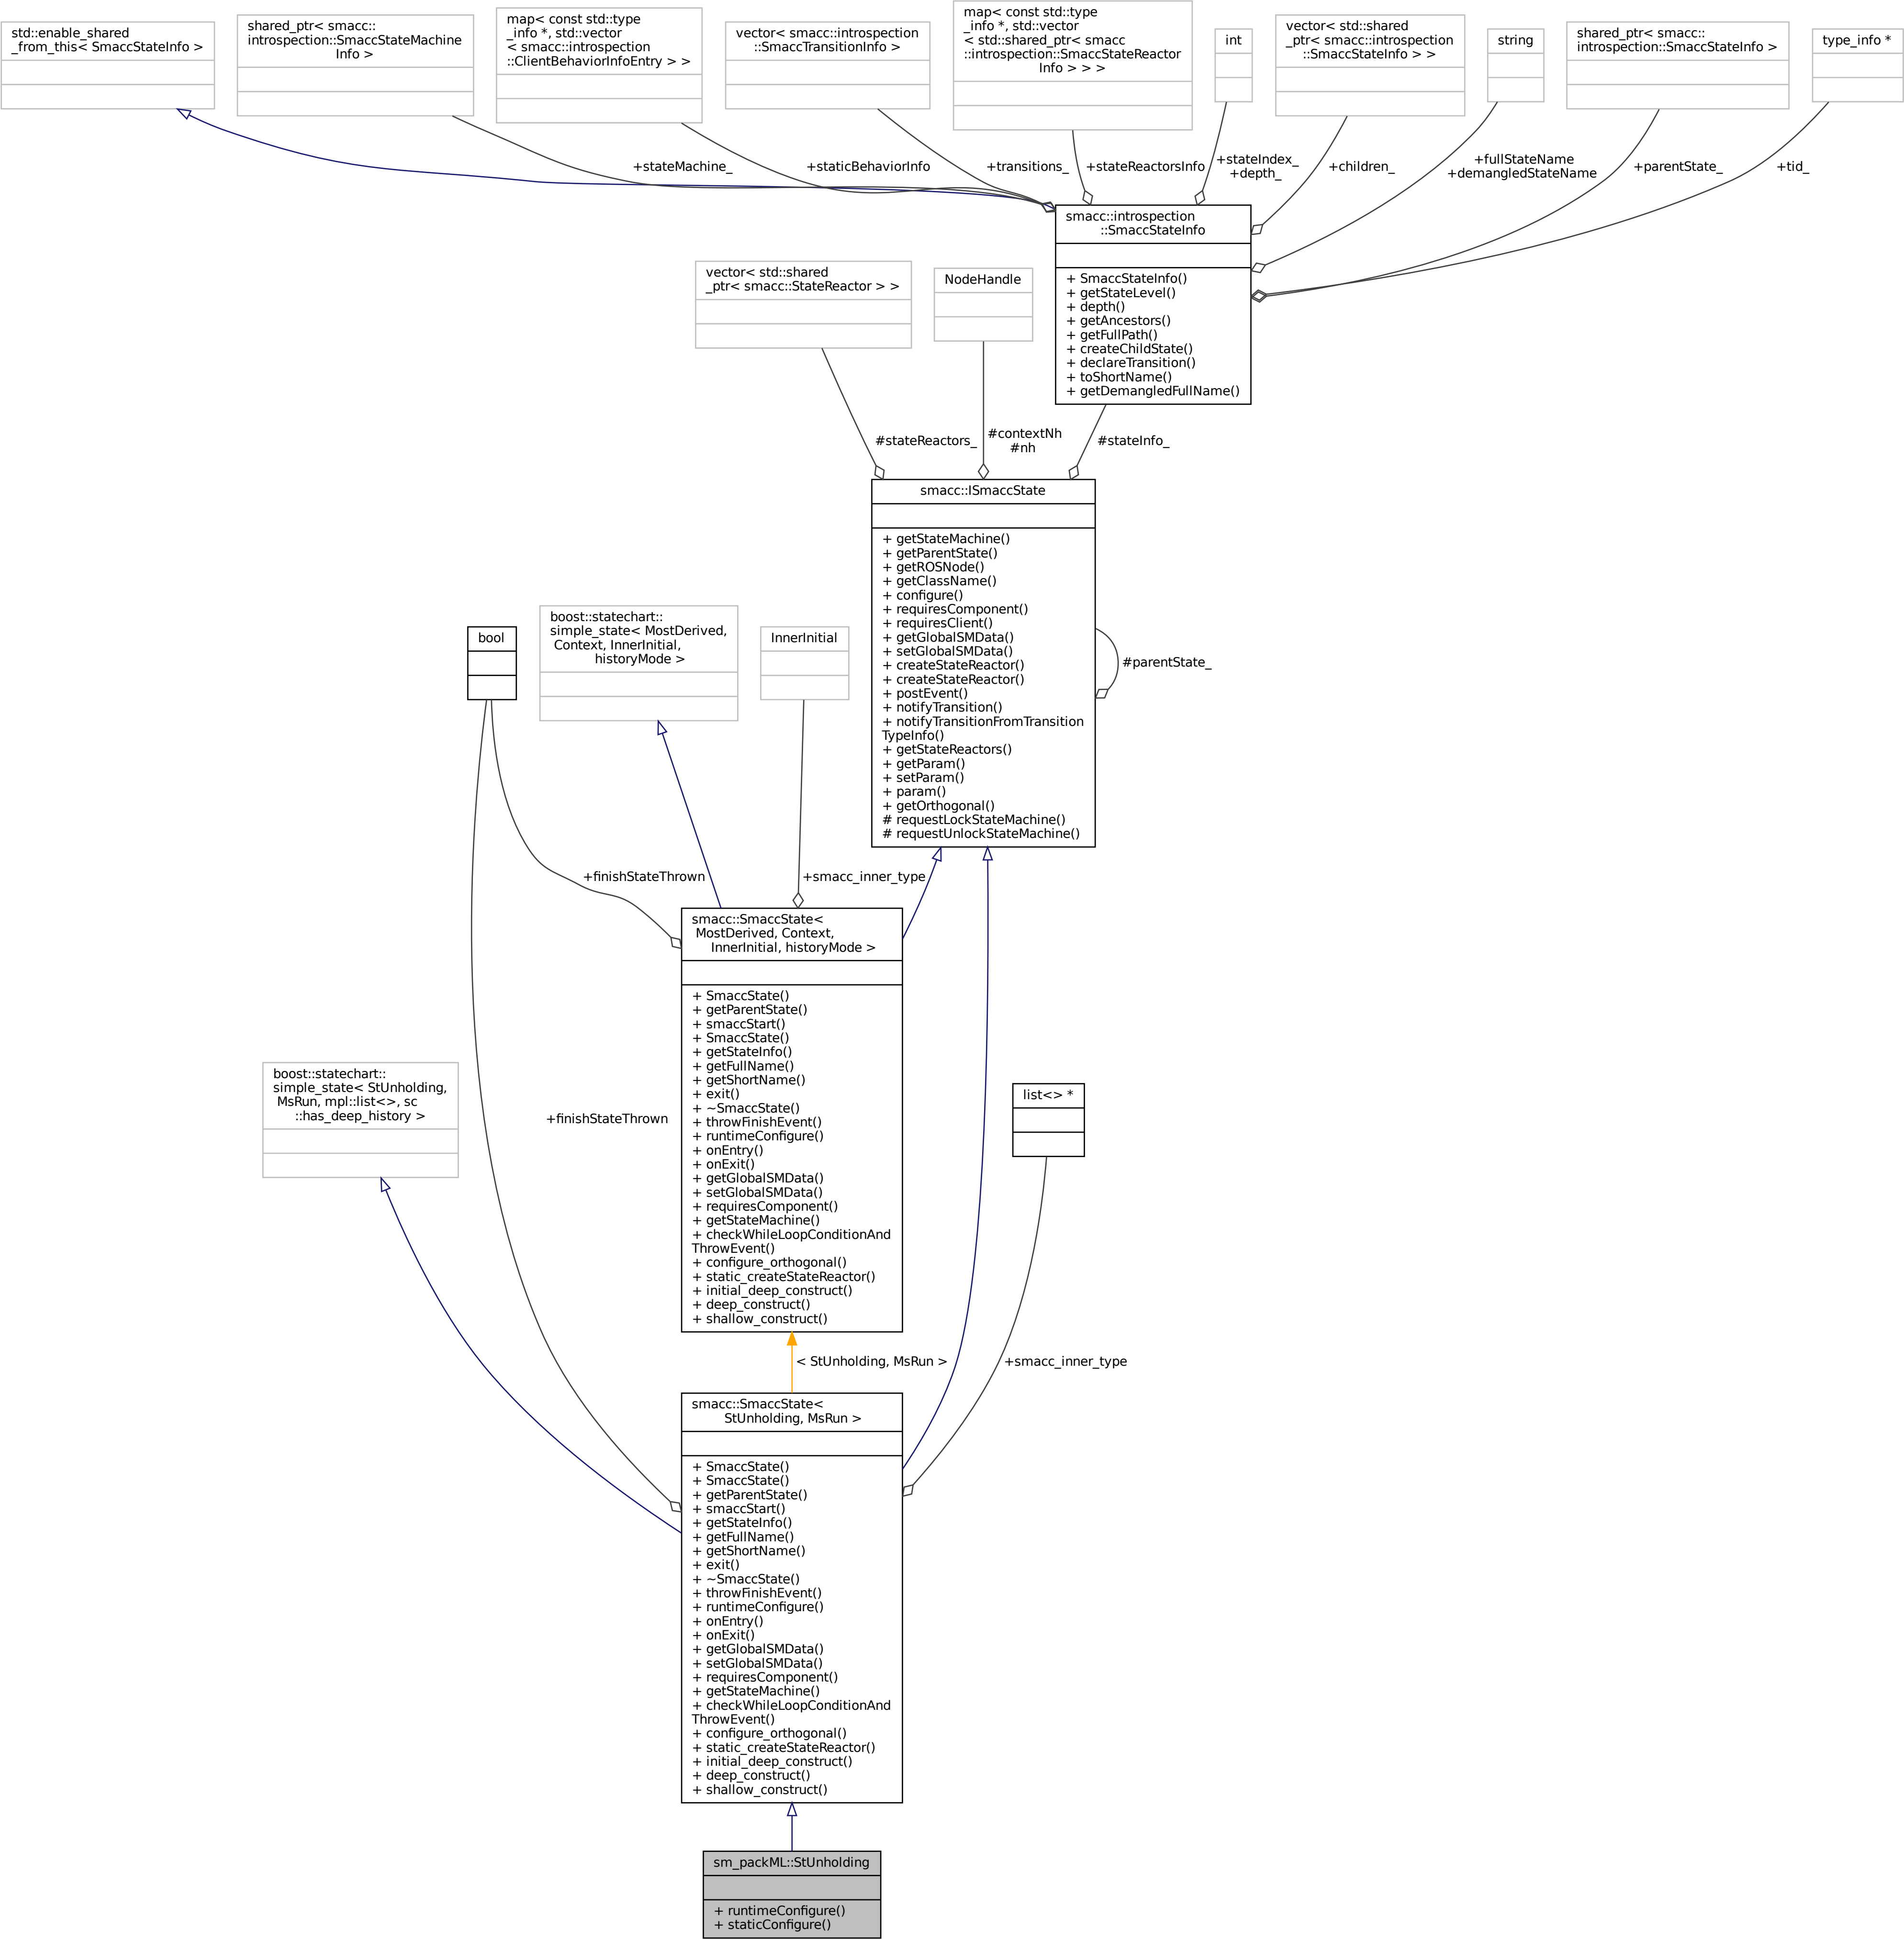 std::enable_shared
_from_this< SmaccStateInfo >
shared_ptr< smacc::
introspection::SmaccStateMachine
Info >
map< const std::type
_info *, std::vector
< smacc::introspection
::ClientBehaviorInfoEntry > >
vector< smacc::introspection
::SmaccTransitionInfo >
map< const std::type
_info *, std::vector
< std::shared_ptr< smacc
::introspection::SmaccStateReactor
Info > > >
int
vector< std::shared
_ptr< smacc::introspection
::SmaccStateInfo > >
string
shared_ptr< smacc::
introspection::SmaccStateInfo >
type_info *
+stateMachine_
+staticBehaviorInfo
+transitions_
+stateReactorsInfo
+stateIndex_
+depth_
+children_
+fullStateName
+demangledStateName
+parentState_
+tid_
smacc::introspection
::SmaccStateInfo
+ SmaccStateInfo()
+ getStateLevel()
+ depth()
+ getAncestors()
+ getFullPath()
+ createChildState()
+ declareTransition()
+ toShortName()
+ getDemangledFullName()
vector< std::shared
_ptr< smacc::StateReactor > >
NodeHandle
#stateReactors_
#contextNh
#nh
#stateInfo_
smacc::ISmaccState
+ getStateMachine()
+ getParentState()
+ getROSNode()
+ getClassName()
+ configure()
+ requiresComponent()
+ requiresClient()
+ getGlobalSMData()
+ setGlobalSMData()
+ createStateReactor()
+ createStateReactor()
+ postEvent()
+ notifyTransition()
+ notifyTransitionFromTransition
TypeInfo()
+ getStateReactors()
+ getParam()
+ setParam()
+ param()
+ getOrthogonal()
# requestLockStateMachine()
# requestUnlockStateMachine()
#parentState_
bool
boost::statechart::
simple_state< MostDerived,
Context, InnerInitial,
historyMode >
InnerInitial
+finishStateThrown
+smacc_inner_type
smacc::SmaccState<
MostDerived, Context,
InnerInitial, historyMode >
+ SmaccState()
+ getParentState()
+ smaccStart()
+ SmaccState()
+ getStateInfo()
+ getFullName()
+ getShortName()
+ exit()
+ ~SmaccState()
+ throwFinishEvent()
+ runtimeConfigure()
+ onEntry()
+ onExit()
+ getGlobalSMData()
+ setGlobalSMData()
+ requiresComponent()
+ getStateMachine()
+ checkWhileLoopConditionAnd
ThrowEvent()
+ configure_orthogonal()
+ static_createStateReactor()
+ initial_deep_construct()
+ deep_construct()
+ shallow_construct()
boost::statechart::
simple_state< StUnholding,
MsRun, mpl::list<>, sc
::has_deep_history >
+finishStateThrown
list<> *
< StUnholding, MsRun >
+smacc_inner_type
smacc::SmaccState<
StUnholding, MsRun >
+ SmaccState()
+ SmaccState()
+ getParentState()
+ smaccStart()
+ getStateInfo()
+ getFullName()
+ getShortName()
+ exit()
+ ~SmaccState()
+ throwFinishEvent()
+ runtimeConfigure()
+ onEntry()
+ onExit()
+ getGlobalSMData()
+ setGlobalSMData()
+ requiresComponent()
+ getStateMachine()
+ checkWhileLoopConditionAnd
ThrowEvent()
+ configure_orthogonal()
+ static_createStateReactor()
+ initial_deep_construct()
+ deep_construct()
+ shallow_construct()
sm_packML::StUnholding
+ runtimeConfigure()
+ staticConfigure()